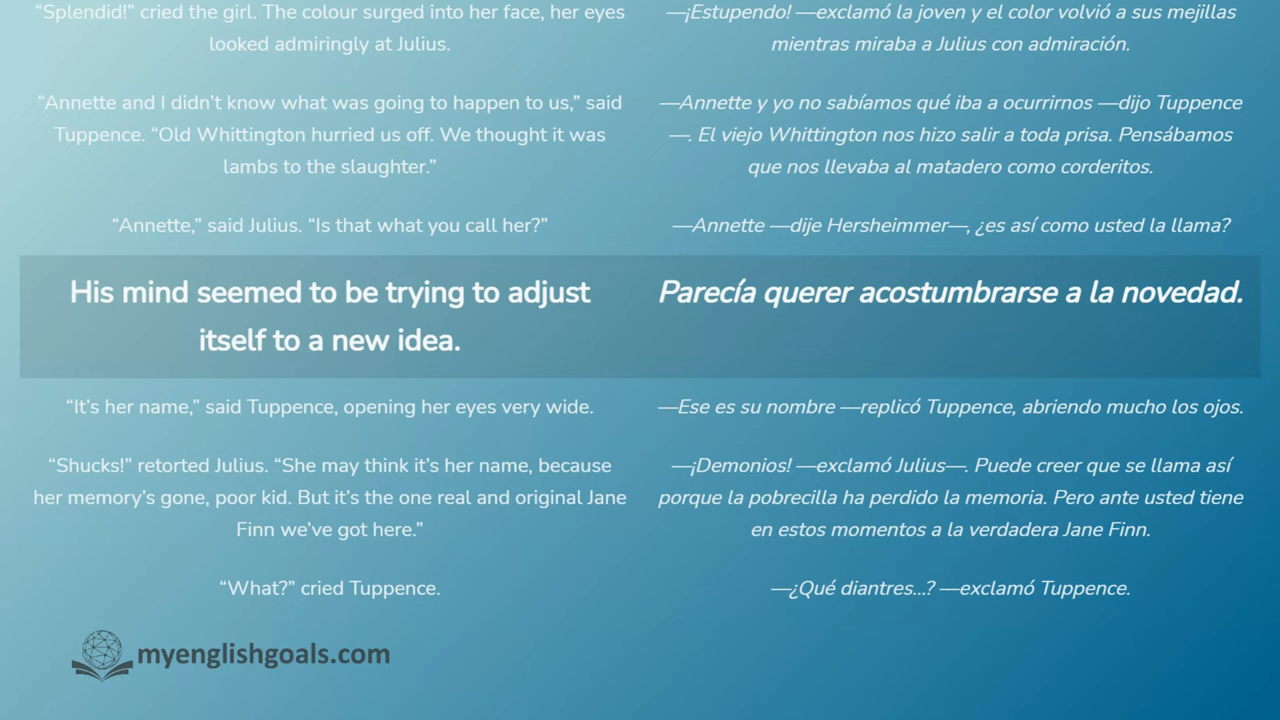 “Splendid!” cried the girl. The colour surged into her face, her eyes
looked admiringly at Julius.
“Annette and I didn’t know what was going to happen to us,” said
Tuppence. “Old Whittington hurried us off. We thought it was
lambs to the slaughter.”
“Annette,” said Julius. “Is that what you call her?”
His mind seemed to be trying to adjust
itself to a new idea.
“It’s her name,” said Tuppence, opening her eyes very wide.
“Shucks!” retorted Julius. “She may think it’s her name, because
her memory’s gone, poor kid. But it’s the one real and original Jane
Finn we’ve got here.”
“What?” cried Tuppence.
—¡Estupendo! —exclamó la joven y el color volvió a sus mejillas
mientras miraba a Julius con admiración.
—Annette y yo no sabíamos qué iba a ocurrirnos —dijo Tuppence
—. El viejo Whittington nos hizo salir a toda prisa. Pensábamos
que nos llevaba al matadero como corderitos.
—Annette —dije Hersheimmer—, ¿es así como usted la llama?
Parecía querer acostumbrarse a la novedad.
—Ese es su nombre —replicó Tuppence, abriendo mucho los ojos.
—¡Demonios! —exclamó Julius—. Puede creer que se llama así
porque la pobrecilla ha perdido la memoria. Pero ante usted tiene
en estos momentos a la verdadera Jane Finn.
—¿Qué diantres...? —exclamó Tuppence.
myenglishgoals.com